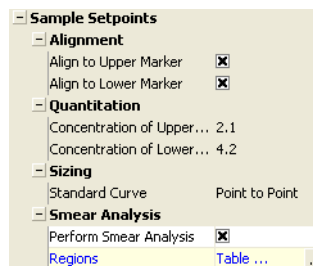 Sample Setpoints
Alignment
Align to Upper Marker
Align to Lower Marker
Quantitation
Concentration of Upper... 2.1
Concentration of Lower... 4.2
Sizing
Standard Curve Point to Point
Smear Analysis
Perform Smear Analysis
Regions Table ...